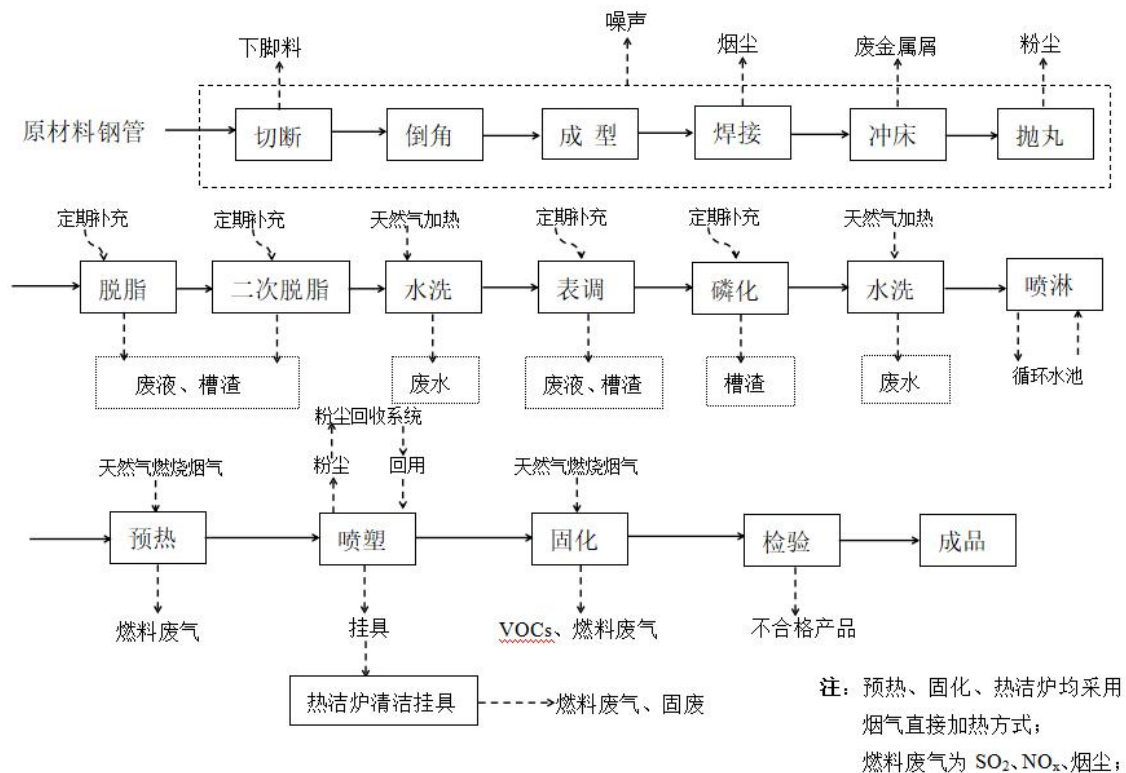 噪声
下脚料
烟尘
废金属屑
粉尘
原材料钢管
切断
倒角
成 型
焊接
冲床
抛丸
定期补充
定期补充
天然气加热
定期补充
定期补充
天然气加热
脱脂
二次脱脂
水洗
表调
磷化
水洗
喷淋
废液、槽渣
废水
废液、槽渣
槽渣
废水
循环水池
粉尘回收系统
天然气燃烧烟气
粉尘
回用
天然气燃烧烟气
预热
喷塑
固化
检验
成品
燃料废气
挂具
VOCs、燃料废气
不合格产品
热洁炉清洁挂具
燃料废气、固废
注：预热、固化、热洁炉均采用
烟气直接加热方式；
燃料废气为 SO₂、NOₓ、烟尘；